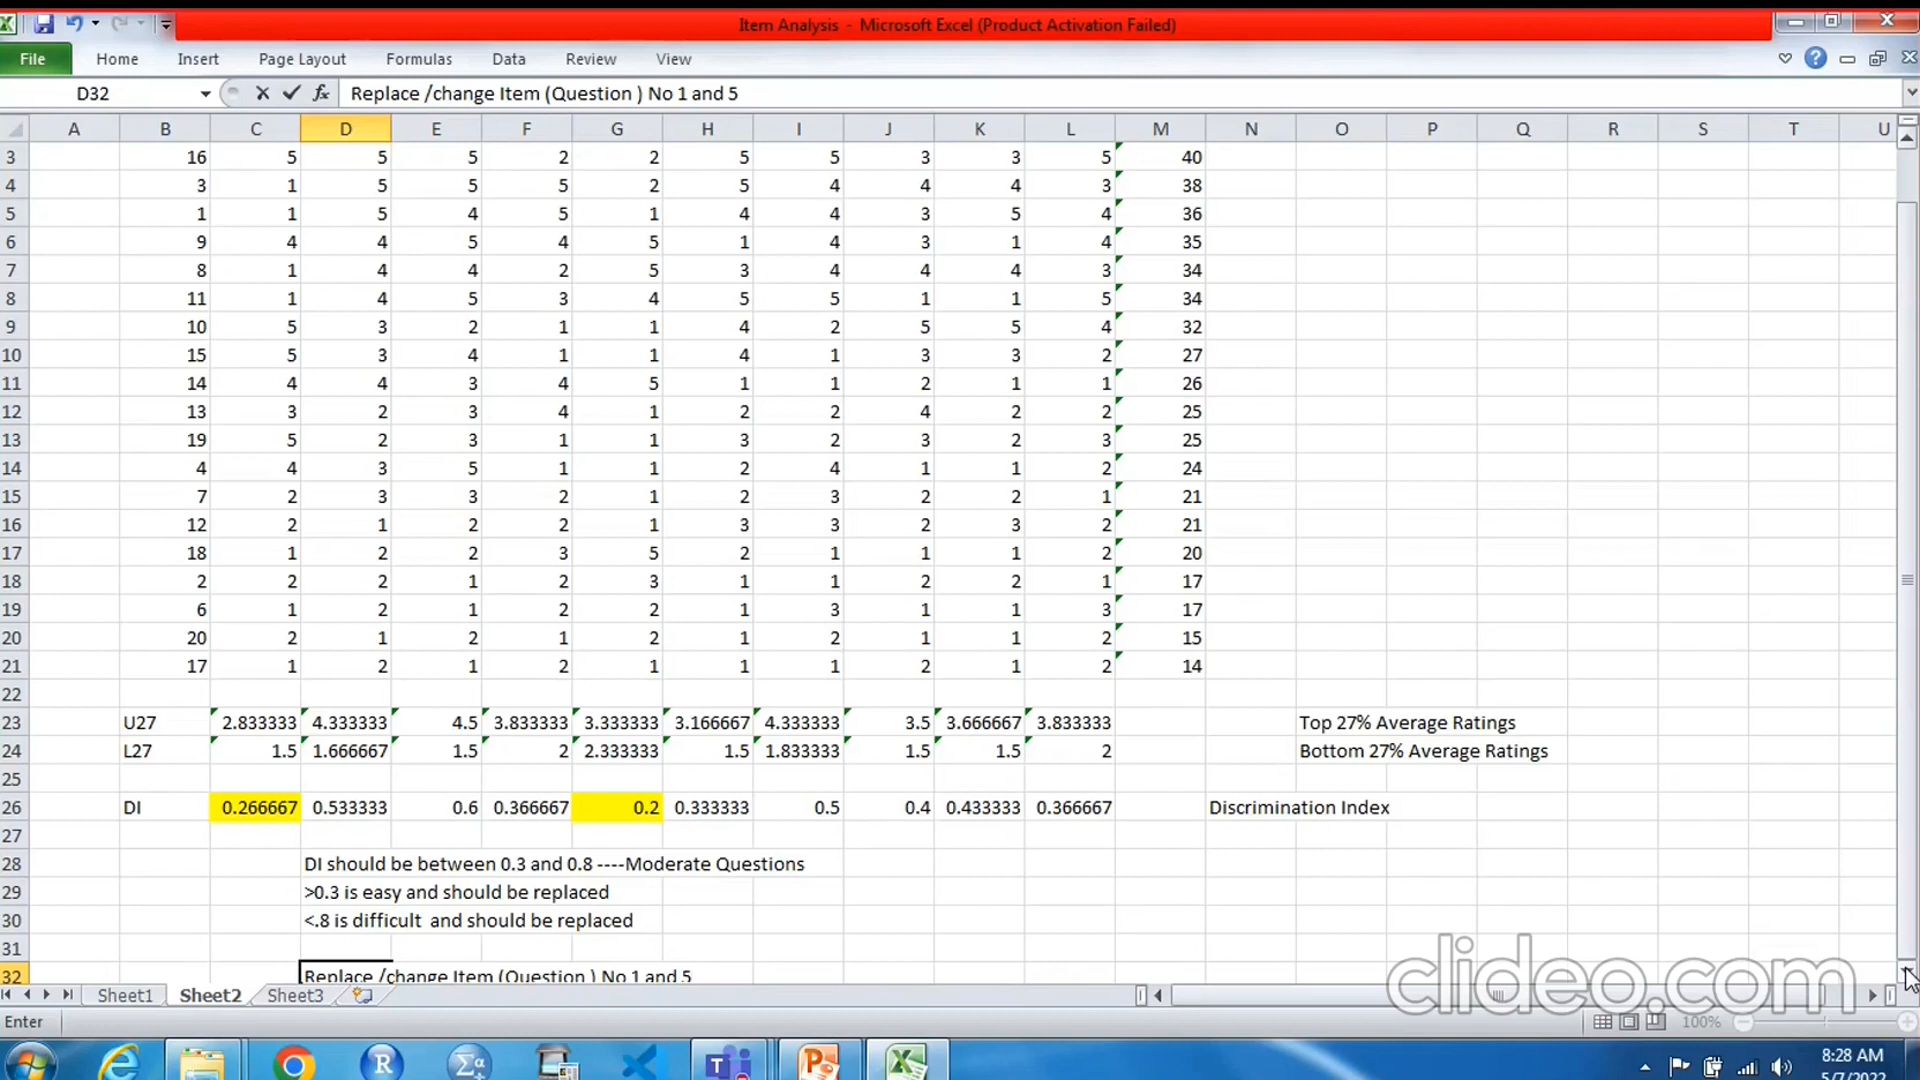 Item Analysis - Microsoft Excel (Product Activation Failed)
File Home Insert Page Layout Formulas Data Review View
D32 fx Replace /change Item (Question ) No 1 and 5
A B C D E F G H I J K L M N O P Q R S T U
3 16 5 5 5 2 2 5 5 3 3 5 40
4 3 1 5 5 5 2 5 4 4 4 3 38
5 1 1 5 4 5 1 4 4 3 5 4 36
6 9 4 4 5 4 5 1 4 3 1 4 35
7 8 1 4 4 2 5 3 4 4 4 3 34
8 11 1 4 5 3 4 5 5 1 1 5 34
9 10 5 3 2 1 1 4 2 5 5 4 32
10 15 5 3 4 1 1 4 1 3 3 2 27
11 14 4 4 3 4 5 1 1 2 1 1 26
12 13 3 2 3 4 1 2 2 4 2 2 25
13 19 5 2 3 1 1 3 2 3 2 3 25
14 4 4 3 5 1 1 2 4 1 1 2 24
15 7 2 3 3 2 1 2 3 2 2 1 21
16 12 2 1 2 2 1 3 3 2 3 2 21
17 18 1 2 2 3 5 2 1 1 1 2 20
18 2 2 2 1 2 3 1 1 2 2 1 17
19 6 1 2 1 2 2 1 3 1 1 3 17
20 20 2 1 2 1 2 1 2 1 1 2 15
21 17 1 2 1 2 1 1 1 2 1 2 14
22
23 U27 2.833333 4.333333 4.5 3.833333 3.333333 3.166667 4.333333 3.5 3.666667 3.833333 Top 27% Average Ratings
24 L27 1.5 1.666667 1.5 2 2.333333 1.5 1.833333 1.5 1.5 2 Bottom 27% Average Ratings
25
26 DI 0.266667 0.533333 0.6 0.366667 0.2 0.333333 0.5 0.4 0.433333 0.366667 Discrimination Index
27
28 DI should be between 0.3 and 0.8 ----Moderate Questions
29 >0.3 is easy and should be replaced
30 <.8 is difficult and should be replaced
31
32 Replace /change Item (Question ) No 1 and 5
Sheet1 Sheet2 Sheet3
clideo.com
Enter 100%
8:28 AM
5/7/2022